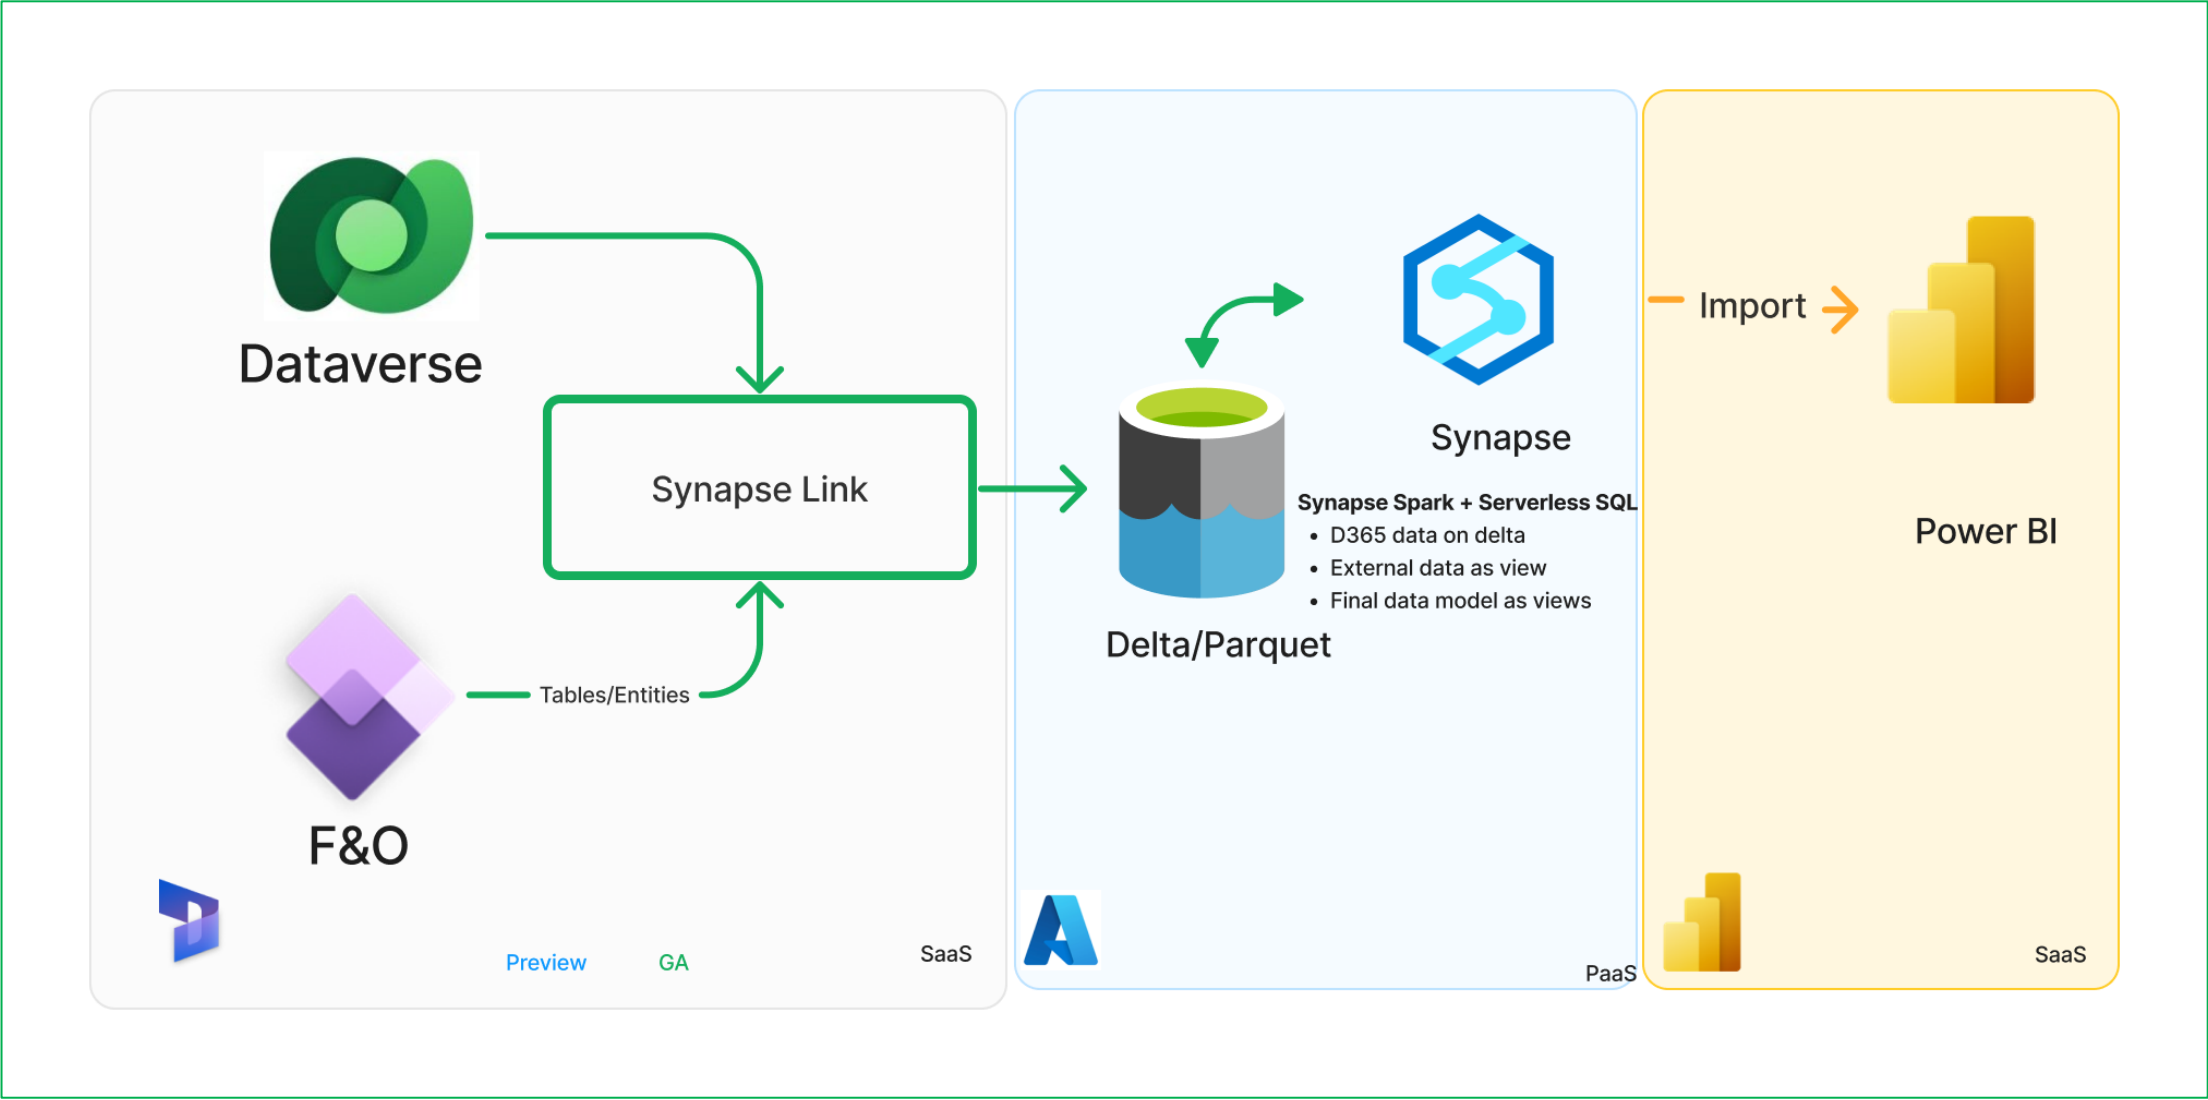 Dataverse
Synapse Link
Tables/Entities
F&O
Preview
GA
SaaS
Synapse
Synapse Spark + Serverless SQL
• D365 data on delta
• External data as view
• Final data model as views
Delta/Parquet
PaaS
Import
Power BI
SaaS